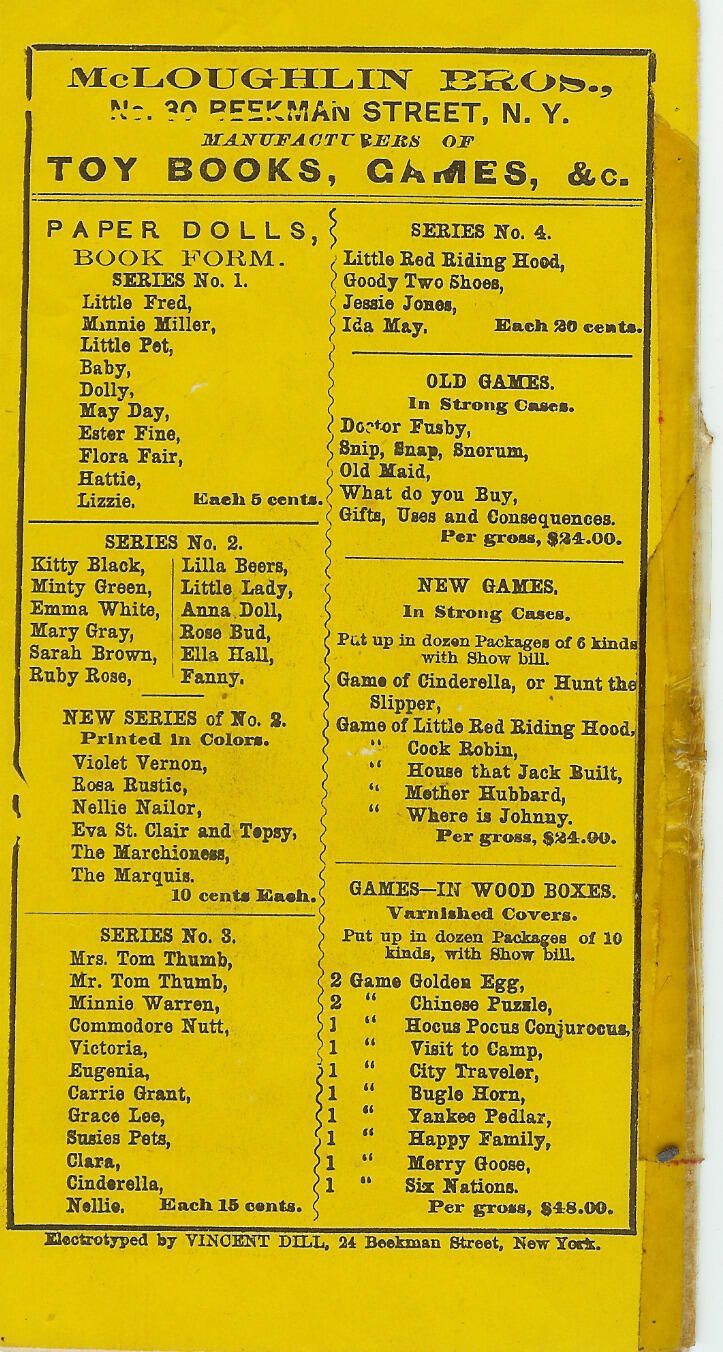 McLOUGHLIN BROS.,
No. 30 BEEKMAN STREET, N. Y.
MANUFACTURERS OF
TOY BOOKS, GAMES, &c.
PAPER DOLLS,
BOOK FORM.
SERIES No. 1.
Little Fred,
Minnie Miller,
Little Pet,
Baby,
Dolly,
May Day,
Ester Fine,
Flora Fair,
Hattie,
Lizzie. Each 5 cents.
SERIES No. 2.
Kitty Black,
Minty Green,
Emma White,
Mary Gray,
Sarah Brown,
Ruby Rose,
Lilla Beers,
Little Lady,
Anna Doll,
Rose Bud,
Ella Hall,
Fanny.
NEW SERIES of No. 2.
Printed in Colors.
Violet Vernon,
Rosa Rustic,
Nellie Nailor,
Eva St. Clair and Topsy,
The Marchioness,
The Marquis.
10 cents Each.
SERIES No. 3.
Mrs. Tom Thumb,
Mr. Tom Thumb,
Minnie Warren,
Commodore Nutt,
Victoria,
Eugenia,
Carrie Grant,
Grace Lee,
Susies Pets,
Clara,
Cinderella,
Nellie. Each 15 cents.
SERIES No. 4.
Little Red Riding Hood,
Goody Two Shoes,
Jessie Jones,
Ida May. Each 20 cents.
OLD GAMES.
In Strong Cases.
Doctor Fusby,
Snip, Snap, Snorum,
Old Maid,
What do you Buy,
Gifts, Uses and Consequences.
Per gross, $24.00.
NEW GAMES.
In Strong Cases.
Put up in dozen Packages of 6 kinds
with Show bill.
Game of Cinderella, or Hunt the
Slipper,
Game of Little Red Riding Hood,
" Cock Robin,
" House that Jack Built,
" Mother Hubbard,
" Where is Johnny.
Per gross, $24.00.
GAMES—IN WOOD BOXES.
Varnished Covers.
Put up in dozen Packages of 10
kinds, with Show bill.
2 Game Golden Egg,
2 " Chinese Puzzle,
1 " Hocus Pocus Conjurocus,
1 " Visit to Camp,
1 " City Traveler,
1 " Bugle Horn,
1 " Yankee Pedlar,
1 " Happy Family,
1 " Merry Goose,
1 " Six Nations.
Per gross, $48.00.
Electrotyped by VINCENT DILL, 24 Beekman Street, New York.